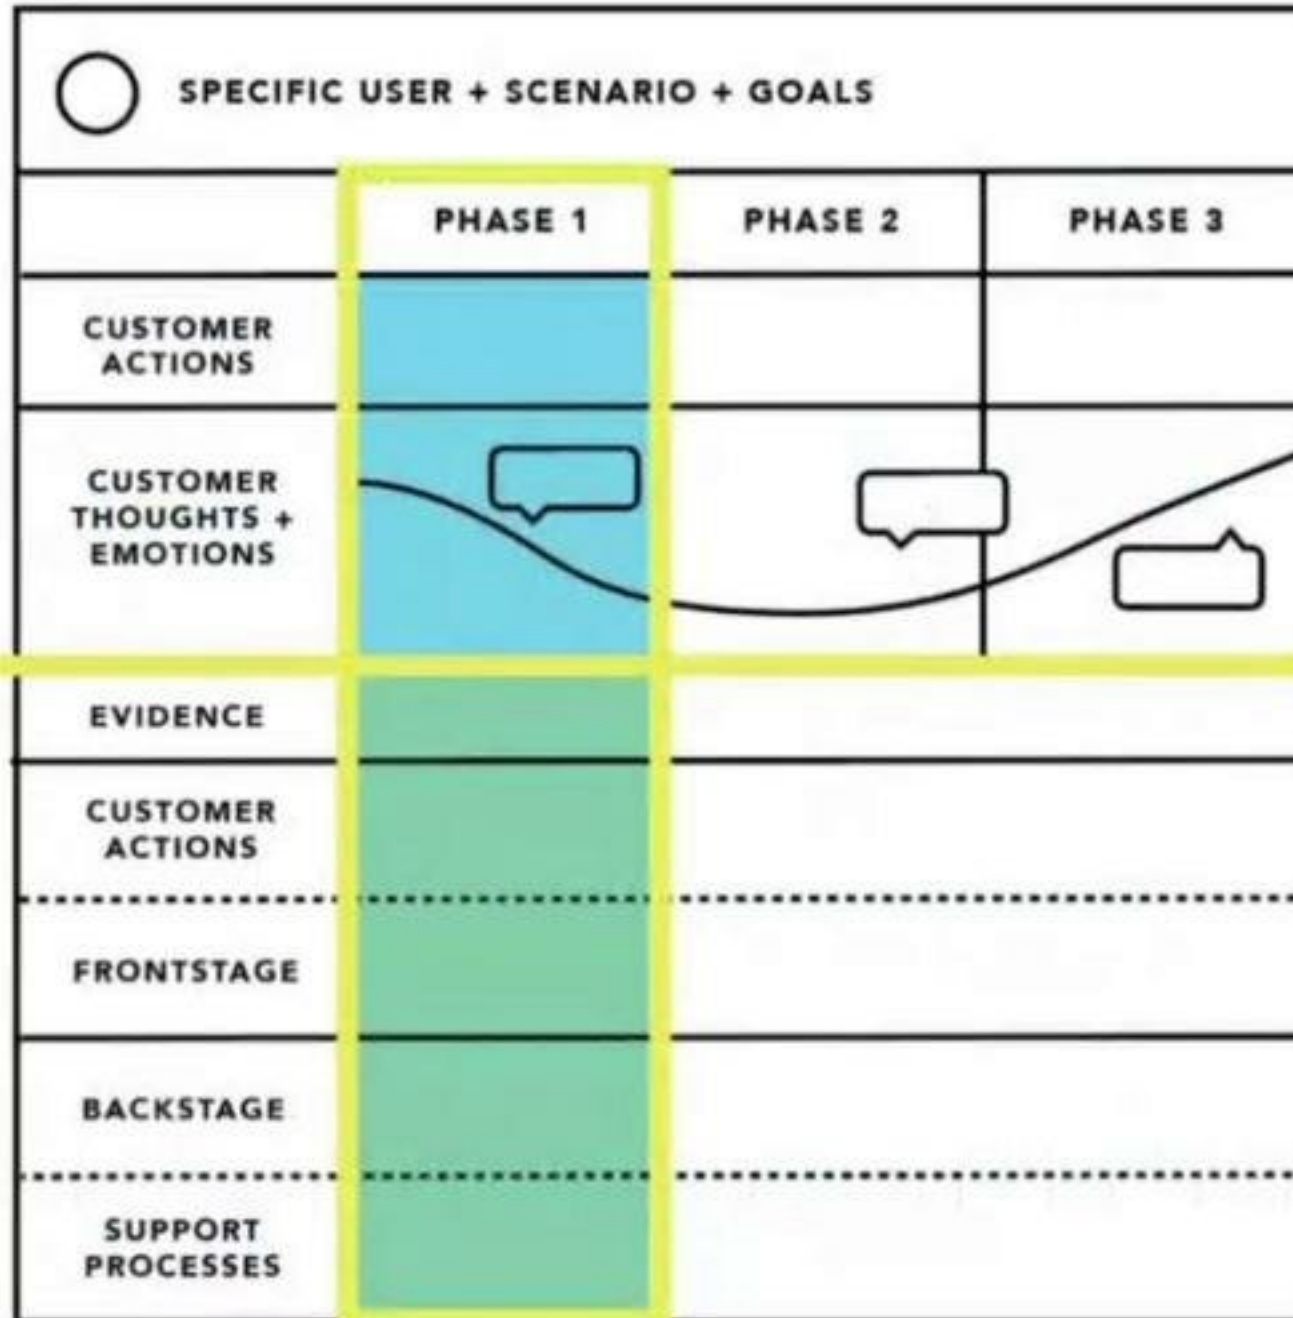 SPECIFIC USER + SCENARIO + GOALS
PHASE 1 PHASE 2 PHASE 3
CUSTOMER
ACTIONS
CUSTOMER
THOUGHTS +
EMOTIONS
EVIDENCE
CUSTOMER
ACTIONS
FRONTSTAGE
BACKSTAGE
SUPPORT
PROCESSES